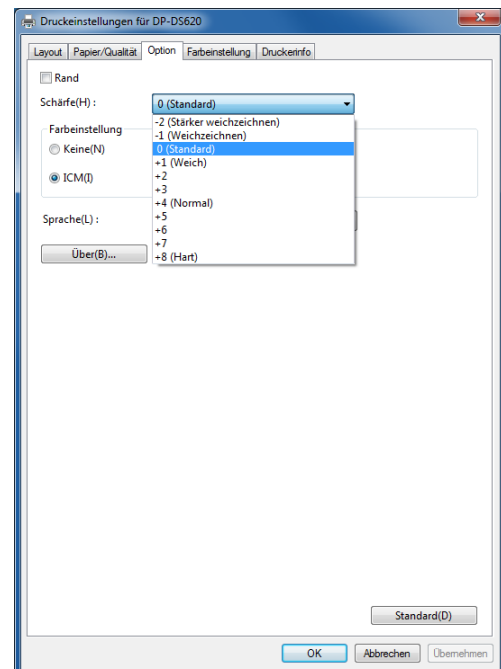 Druckeinstellungen für DP-DS620
Layout Papier/Qualität Option Farbeinstellung Druckerinfo
Rand
Schärfe(H) : 0 (Standard)
-2 (Stärker weichzeichnen)
-1 (Weichzeichnen)
0 (Standard)
+1 (Weich)
+2
+3
+4 (Normal)
+5
+6
+7
+8 (Hart)
Farbeinstellung
Keine(N)
ICM(I)
Sprache(L) :
Über(B)...
Standard(D)
OK Abbrechen Übernehmen